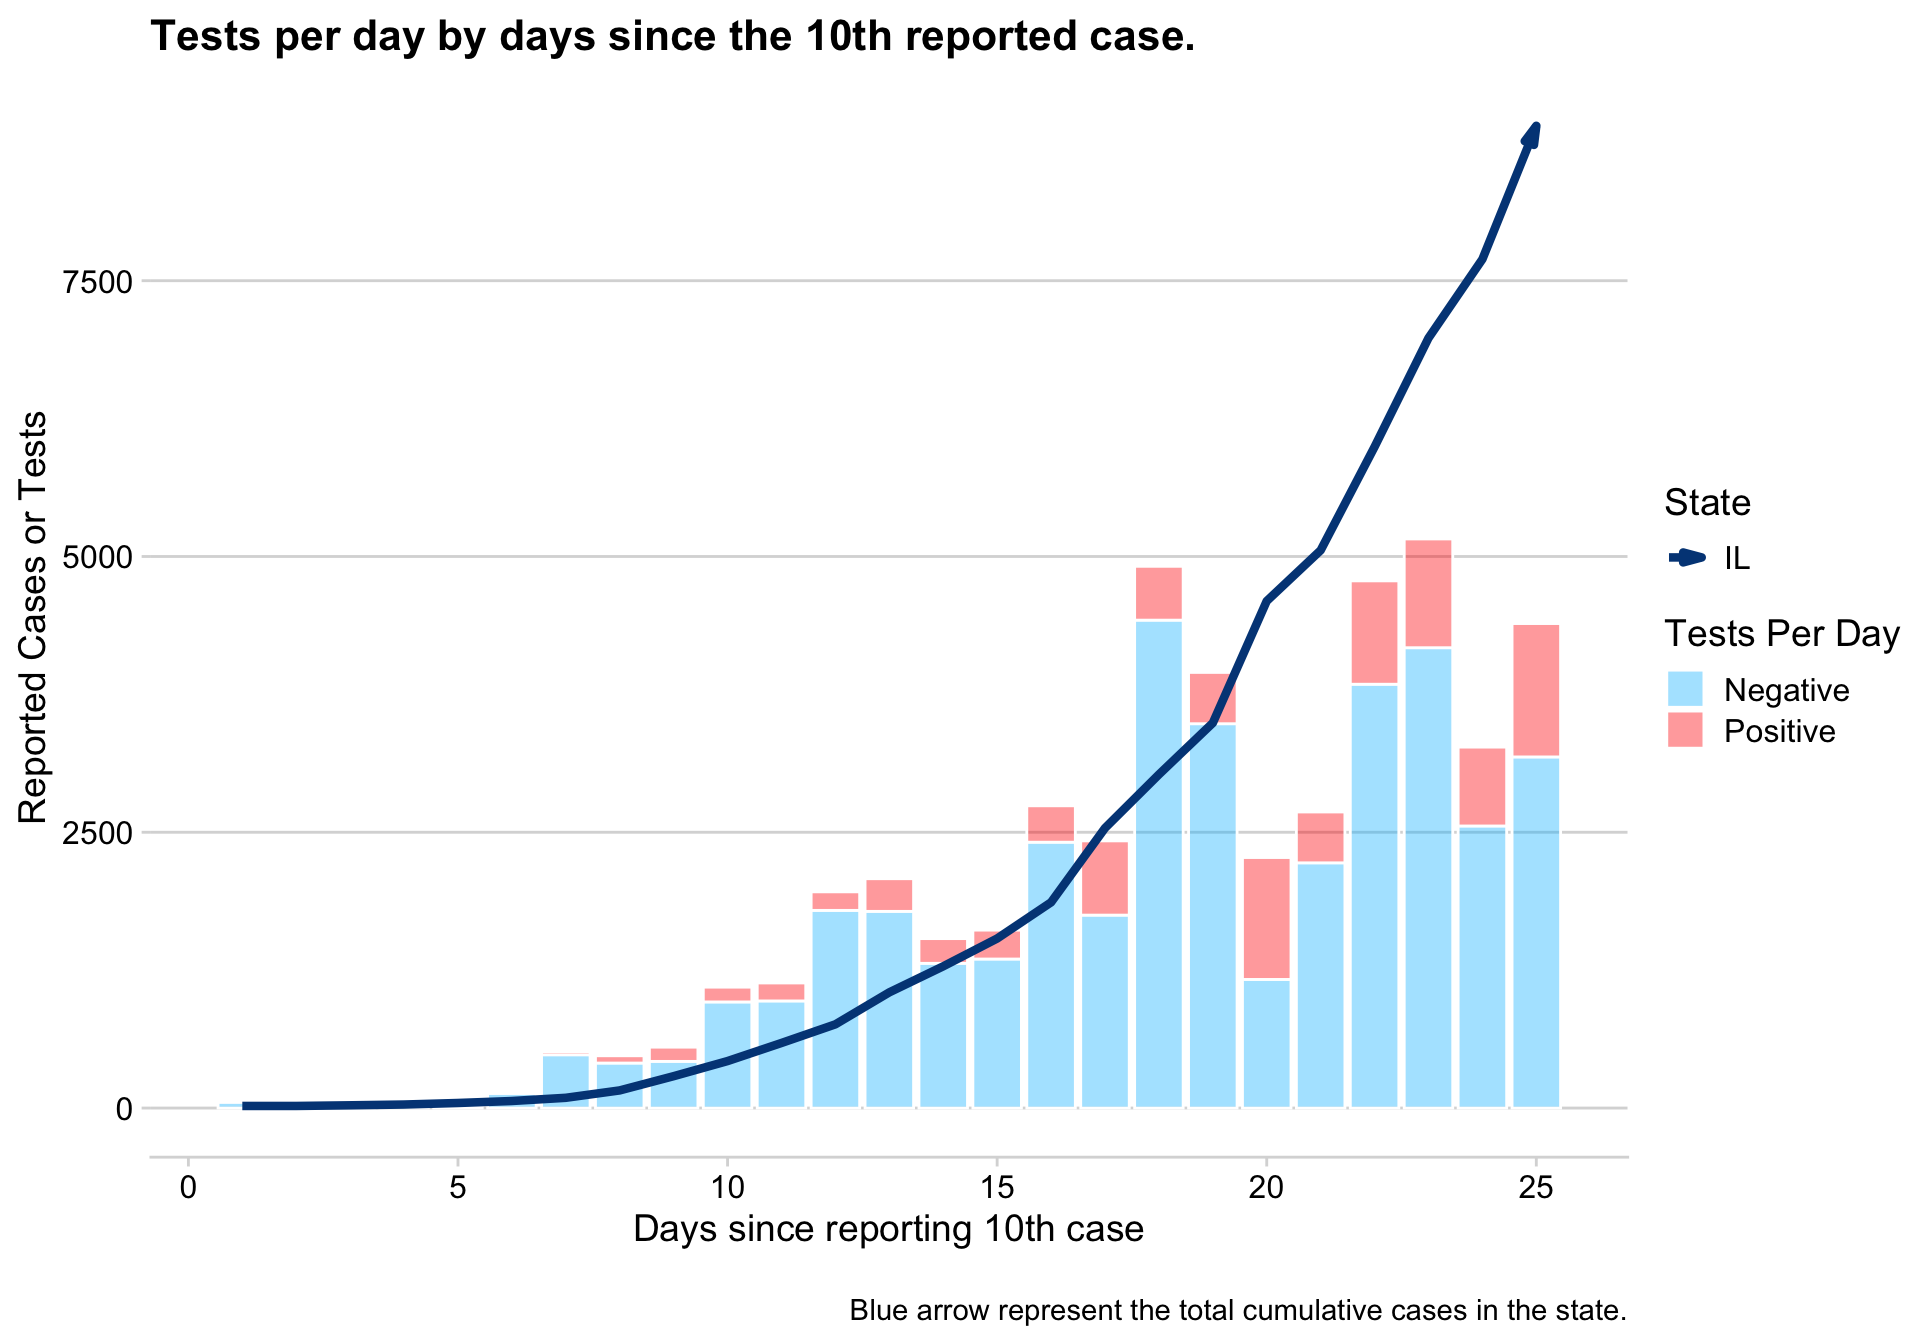 Tests per day by days since the 10th reported case.
Reported Cases or Tests
7500
5000
2500
0
0 5 10 15 20 25
Days since reporting 10th case
State
IL
Tests Per Day
Negative
Positive
Blue arrow represent the total cumulative cases in the state.